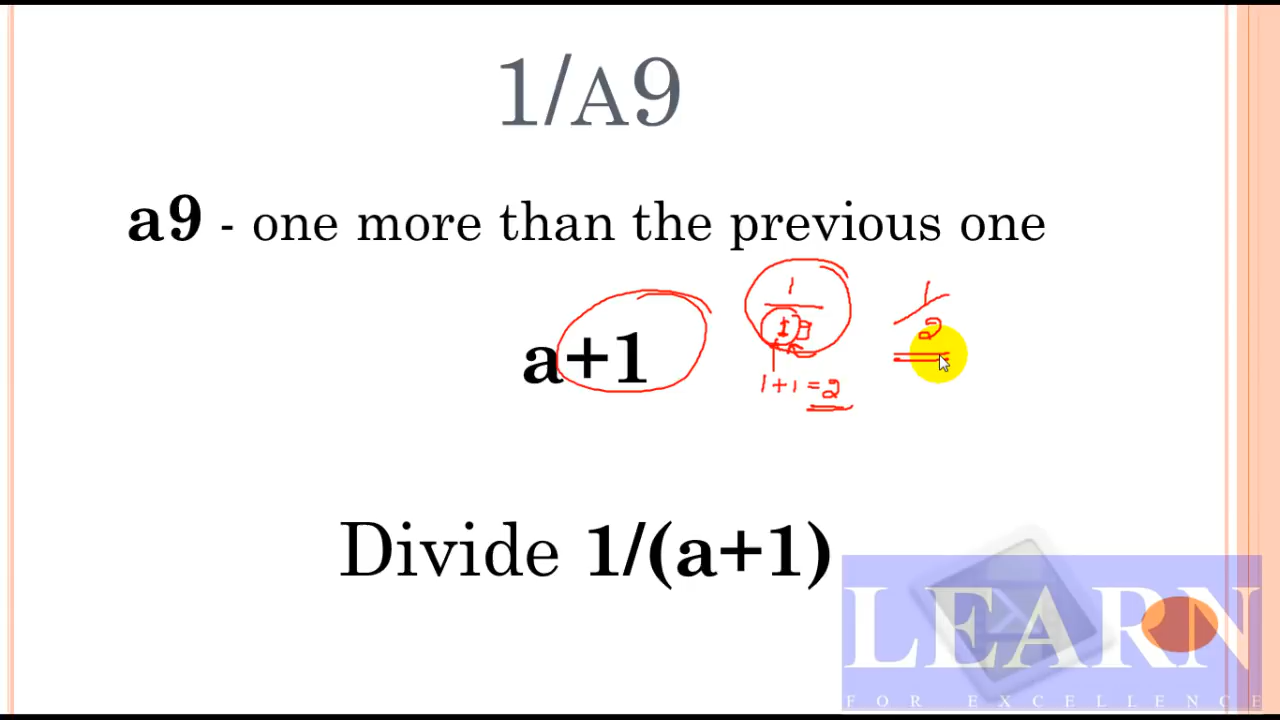 1/A9
a9 - one more than the previous one
a+1
1
1
1+1=2
1/2
Divide 1/(a+1)
LEARN
FOR EXCELLENCE